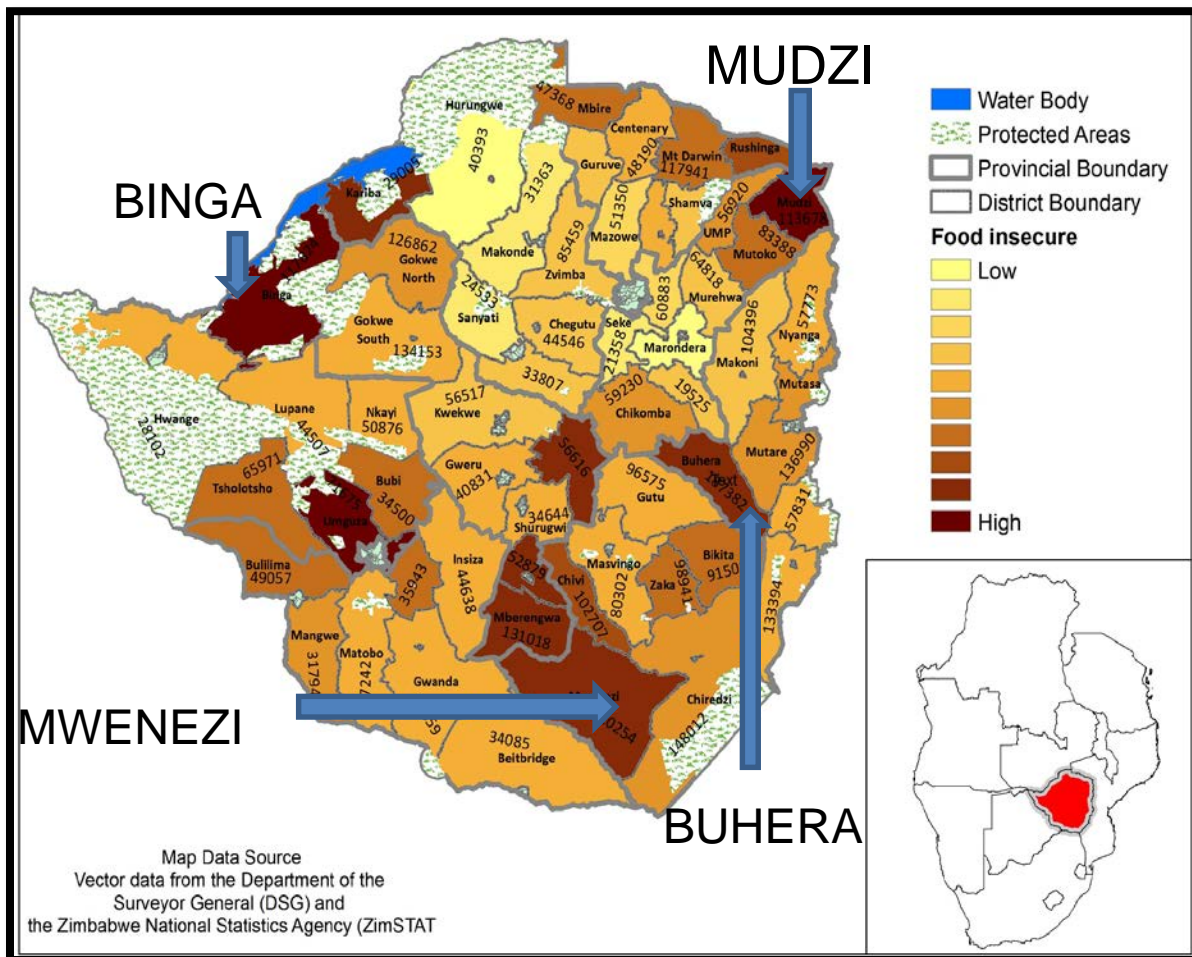 MUDZI
BINGA
MWENEZI
BUHERA
Water Body
Protected Areas
Provincial Boundary
District Boundary
Food insecure
Low
High
Hurungwe
40393
47368
Mbire
Centenary
48190
Guruve
Mt Darwin
117941
Rushinga
Kariba
29005
31363
Makonde
Zvimba
85459
Mazowe
51350
Shamva
56920
UMP
Mudzi
113678
Mutoko
83388
64818
Murehwa
126862
Gokwe
North
Binga
Gokwe
South
134153
24533
Sanyati
Chegutu
44546
Seke
21358
60883
Marondera
104396
Makoni
57773
Nyanga
Mutasa
33807
59230
Chikomba
19525
Hwange
28102
Lupane
44507
Nkayi
50876
56517
Kwekwe
56616
Buhera
Mutare
136990
65971
Tsholotsho
Umguza
Bubi
34500
Gweru
40831
34644
Shurugwi
96575
Gutu
57831
Bulilima
49057
35943
Insiza
44638
52879
Chivi
102707
Masvingo
80302
Zaka
98941
Bikita
9150
133394
Mberengwa
131018
Mangwe
31794
Matobo
7242
Gwanda
59
0254
Chiredzi
148012
34085
Beitbridge
Map Data Source
Vector data from the Department of the
Surveyor General (DSG) and
the Zimbabwe National Statistics Agency (ZimSTAT